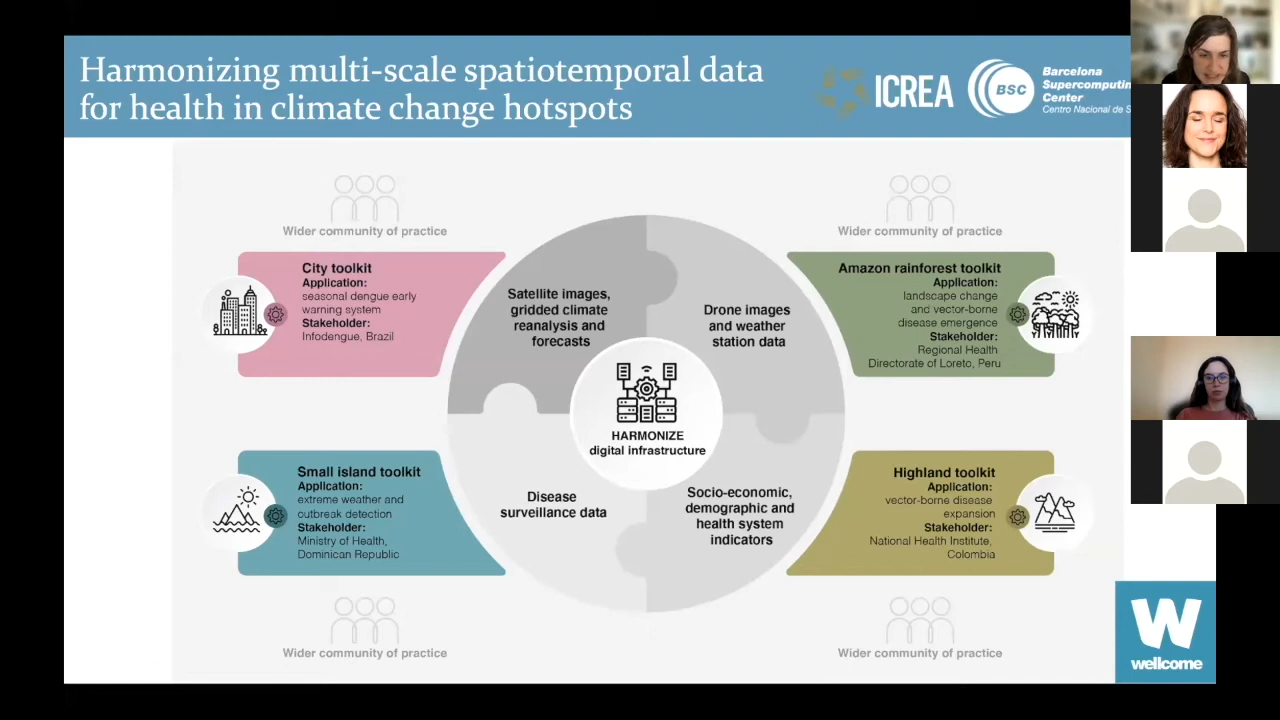 Harmonizing multi-scale spatiotemporal data
for health in climate change hotspots
ICREA
BSC
Barcelona
Supercomputin
Center
Centro Nacional de S
Wider community of practice
Wider community of practice
City toolkit
Application:
seasonal dengue early
warning system
Stakeholder:
Infodengue, Brazil
Satellite images,
gridded climate
reanalysis and
forecasts
Drone images
and weather
station data
Amazon rainforest toolkit
Application:
landscape change
and vector-borne
disease emergence
Stakeholder:
Regional Health
Directorate of Loreto, Peru
HARMONIZE
digital infrastructure
Small island toolkit
Application:
extreme weather and
outbreak detection
Stakeholder:
Ministry of Health,
Dominican Republic
Disease
surveillance data
Socio-economic,
demographic and
health system
indicators
Highland toolkit
Application:
vector-borne disease
expansion
Stakeholder:
National Health Institute,
Colombia
Wider community of practice
Wider community of practice
W
wellcome